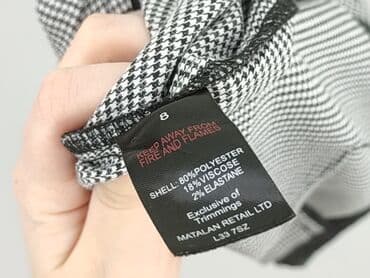 8
KEEP AWAY FROM
FIRE AND FLAMES
SHELL: 80%POLYESTER
18%VISCOSE
2% ELASTANE
Exclusive of
Trimmings
MATALAN RETAIL LTD
L33 7SZ